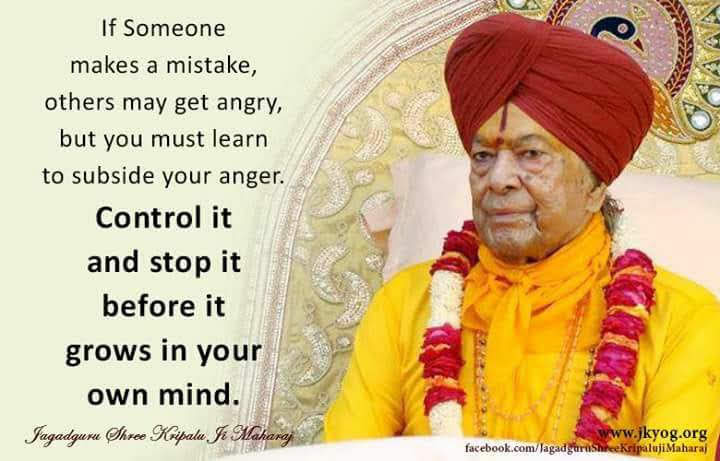 If Someone
makes a mistake,
others may get angry,
but you must learn
to subside your anger.
Control it
and stop it
before it
grows in your
own mind.
Jagadguru Shree Kripalu Ji Maharaj
www.jkyog.org
facebook.com/JagadguruShreeKripalujiMaharaj